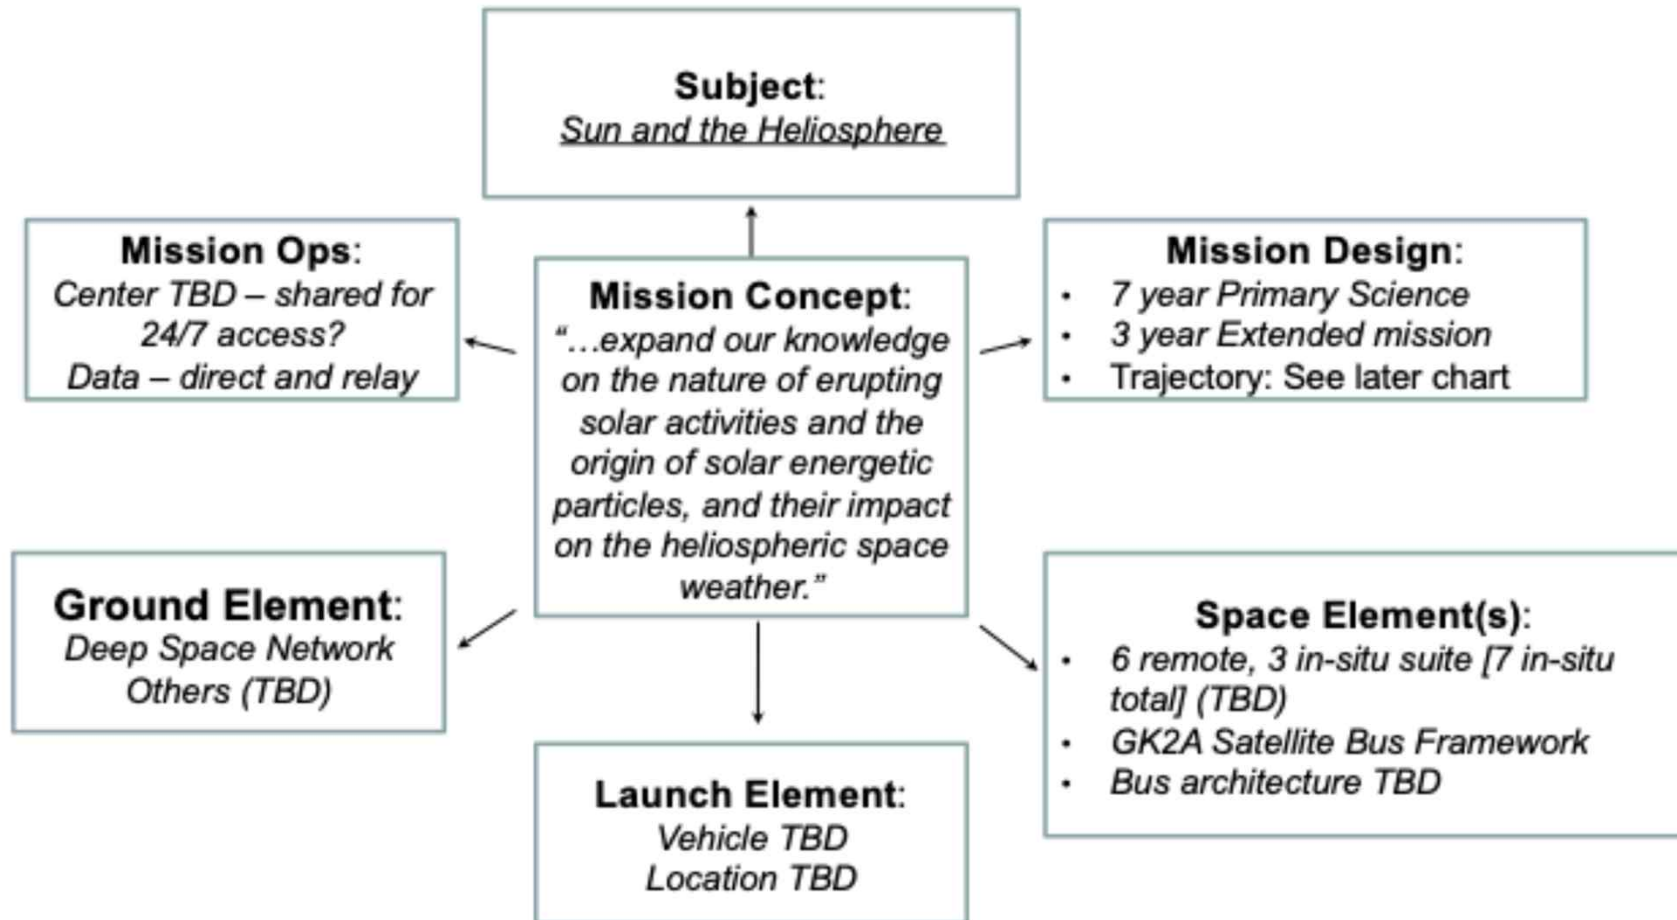 Subject:
Sun and the Heliosphere
Mission Ops:
Center TBD – shared for
24/7 access?
Data – direct and relay
Mission Concept:
“…expand our knowledge
on the nature of erupting
solar activities and the
origin of solar energetic
particles, and their impact
on the heliospheric space
weather.”
Mission Design:
• 7 year Primary Science
• 3 year Extended mission
• Trajectory: See later chart
Ground Element:
Deep Space Network
Others (TBD)
Launch Element:
Vehicle TBD
Location TBD
Space Element(s):
• 6 remote, 3 in-situ suite [7 in-situ
total] (TBD)
• GK2A Satellite Bus Framework
• Bus architecture TBD